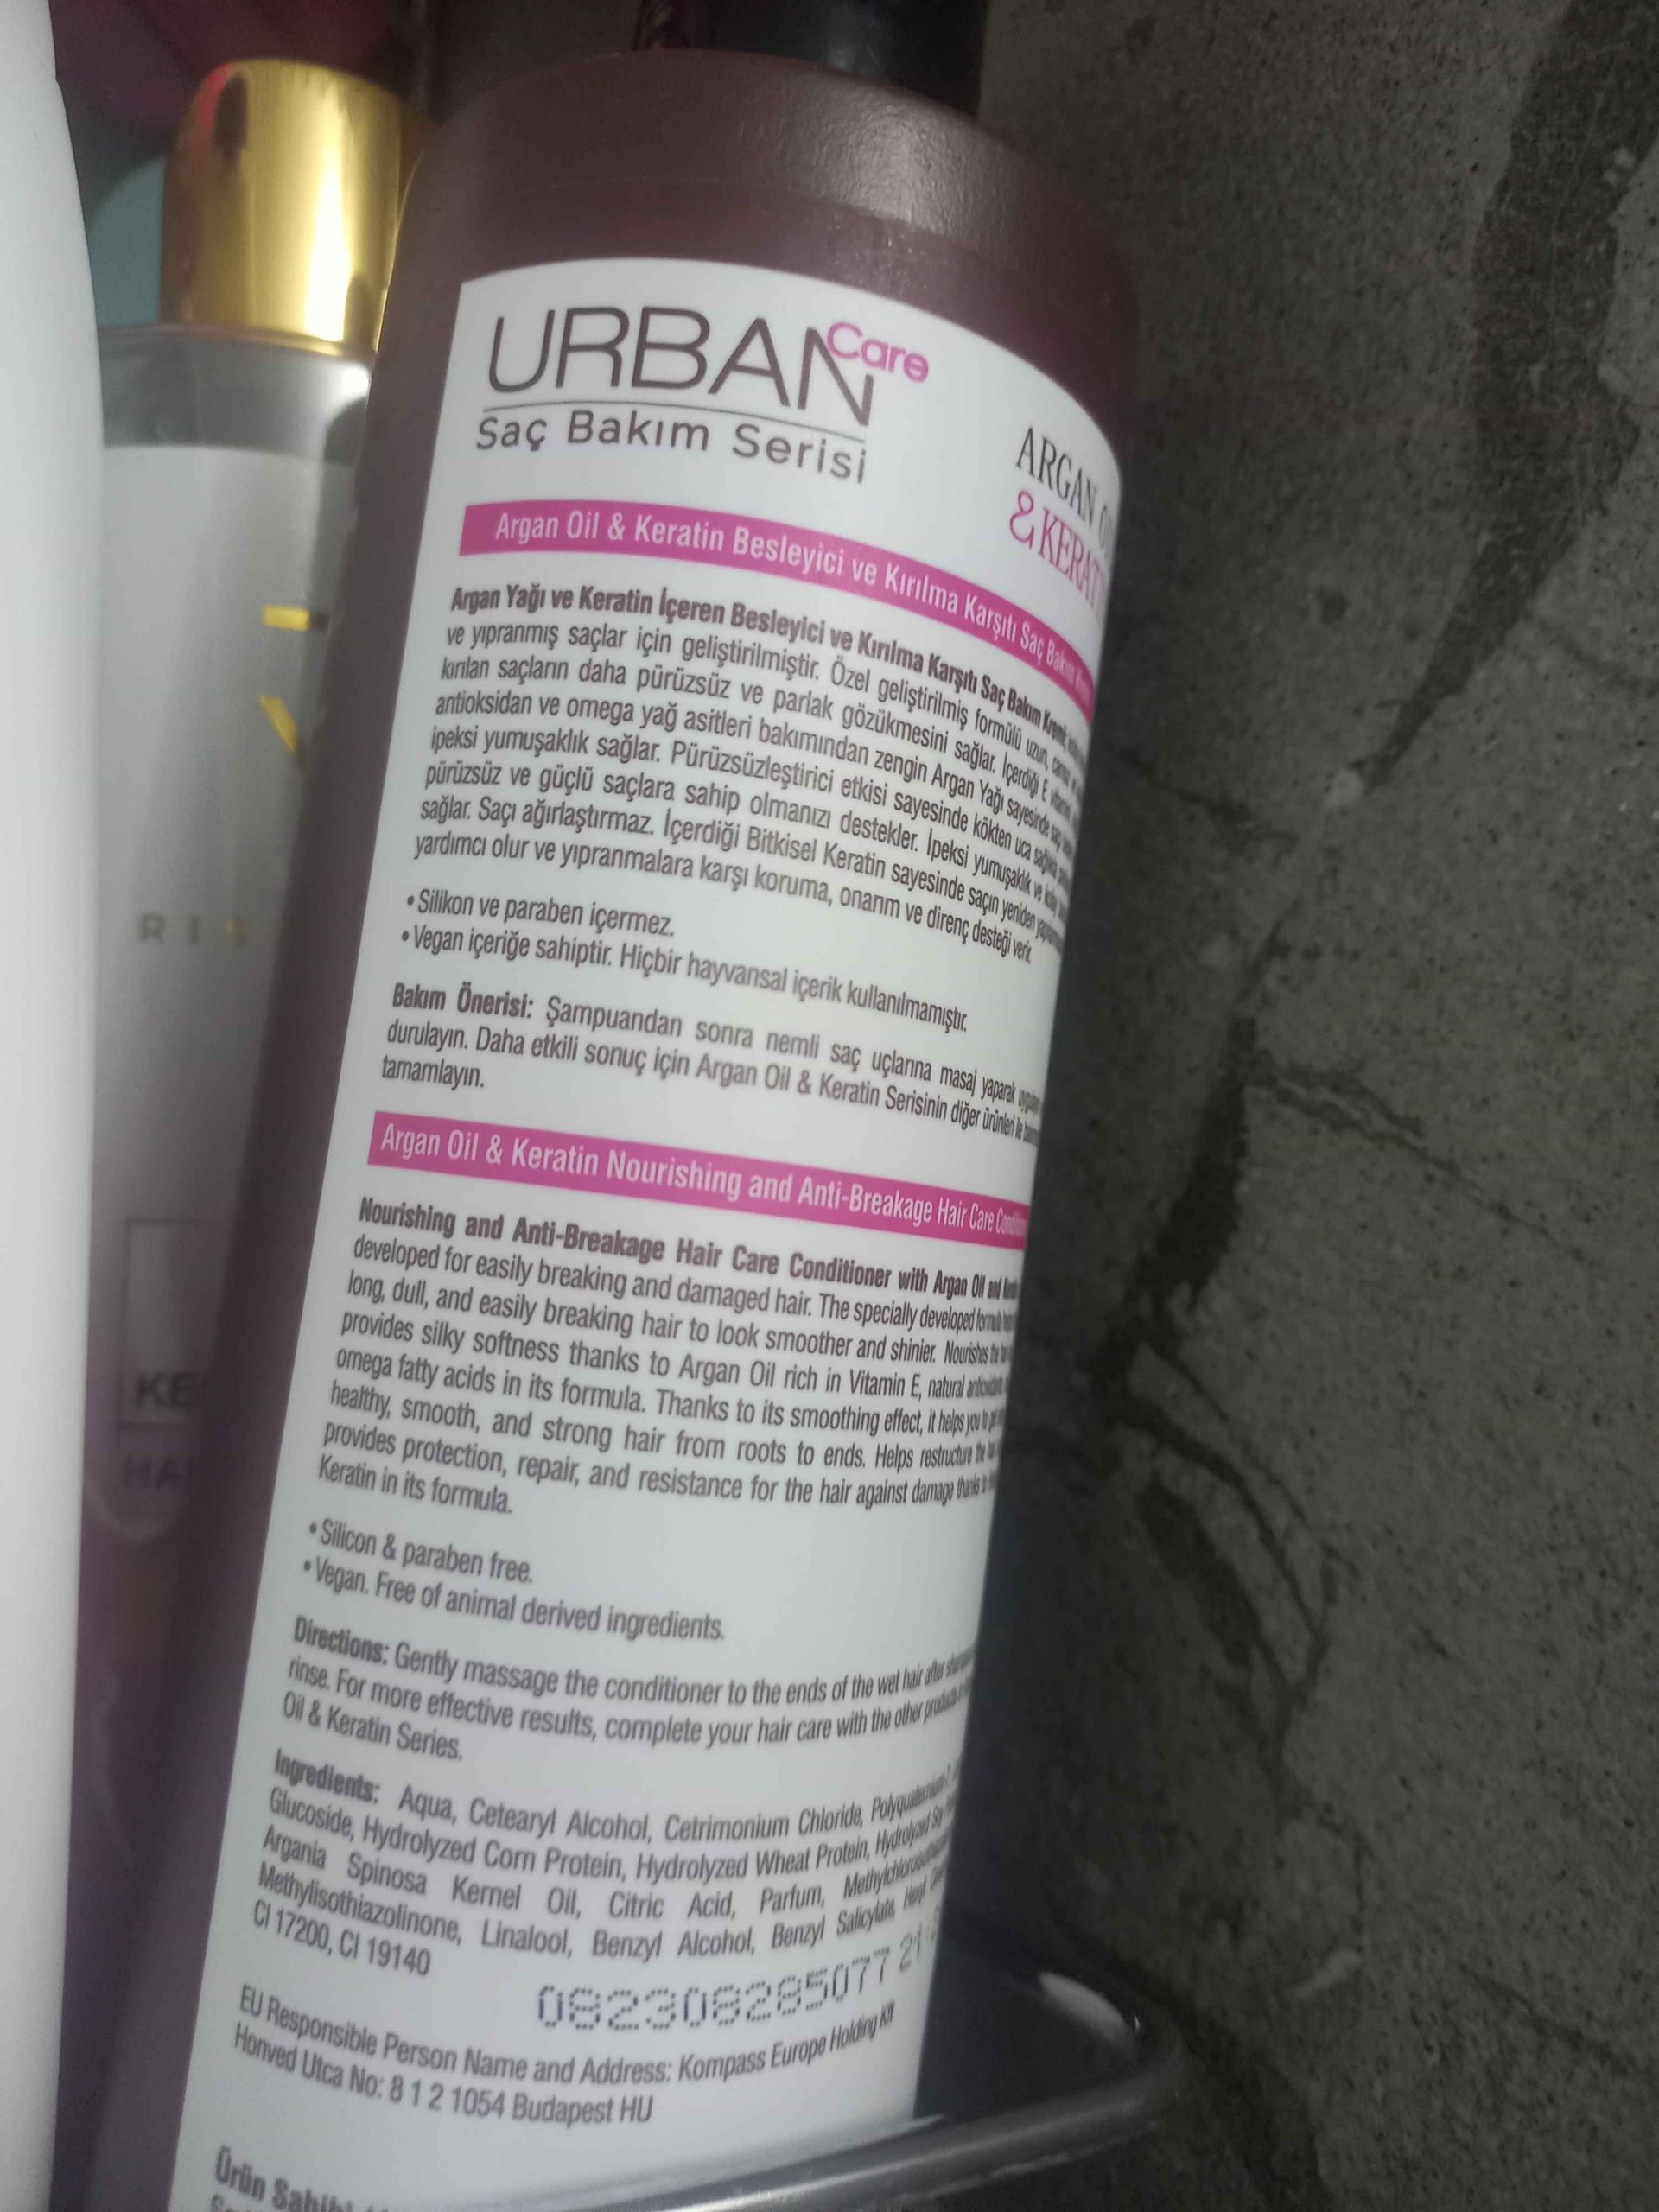 URBAN Care
Saç Bakım Serisi
ARGAN
& KERATI
Argan Oil & Keratin Besleyici ve Kırılma Karşıtı Saç Bakım
Argan Yağı ve Keratin İçeren Besleyici ve Kırılma Karşıtı Saç Bakım Kremi,
ve yıpranmış saçlar için geliştirilmiştir. Özel geliştirilmiş formülü uzun,
kırılan saçların daha pürüzsüz ve parlak gözükmesini sağlar. İçerdiği E
antioksidan ve omega yağ asitleri bakımından zengin Argan Yağı sayesinde
ipeksi yumuşaklık sağlar. Pürüzsüzleştirici etkisi sayesinde kökten uca
pürüzsüz ve güçlü saçlara sahip olmanızı destekler. İpeksi yumuşaklık ve
sağlar. Saçı ağırlaştırmaz. İçerdiği Bitkisel Keratin sayesinde saçın yeniden
yardımcı olur ve yıpranmalara karşı koruma, onarım ve direnç desteği verir.
• Silikon ve paraben içermez.
• Vegan içeriğe sahiptir. Hiçbir hayvansal içerik kullanılmamıştır.
Bakım Önerisi: Şampuandan sonra nemli saç uçlarına masaj yaparak
durulayın. Daha etkili sonuç için Argan Oil & Keratin Serisinin diğer ürünleri ile
tamamlayın.
Argan Oil & Keratin Nourishing and Anti-Breakage Hair Care
Nourishing and Anti-Breakage Hair Care Conditioner with Argan Oil and
developed for easily breaking and damaged hair. The specially developed formula
long, dull, and easily breaking hair to look smoother and shinier. Nourishes the
provides silky softness thanks to Argan Oil rich in Vitamin E, natural
omega fatty acids in its formula. Thanks to its smoothing effect, it helps you to
healthy, smooth, and strong hair from roots to ends. Helps restructure the
provides protection, repair, and resistance for the hair against damage thanks to
Keratin in its formula.
• Silicon & paraben free.
• Vegan. Free of animal derived ingredients.
Directions: Gently massage the conditioner to the ends of the wet hair after
rinse. For more effective results, complete your hair care with the other products
Oil & Keratin Series.
Ingredients: Aqua, Cetearyl Alcohol, Cetrimonium Chloride, Polyquaternium-7,
Glucoside, Hydrolyzed Corn Protein, Hydrolyzed Wheat Protein, Hydrolyzed
Argania Spinosa Kernel Oil, Citric Acid, Parfum,
Methylisothiazolinone, Linalool, Benzyl Alcohol, Benzyl Salicylate,
CI 17200, CI 19140
082308285077 21
EU Responsible Person Name and Address: Kompass Europe Holding Kft
Honved Utca No: 8 1 2 1054 Budapest HU
Ürün Sahibi
RIS
KE
HA